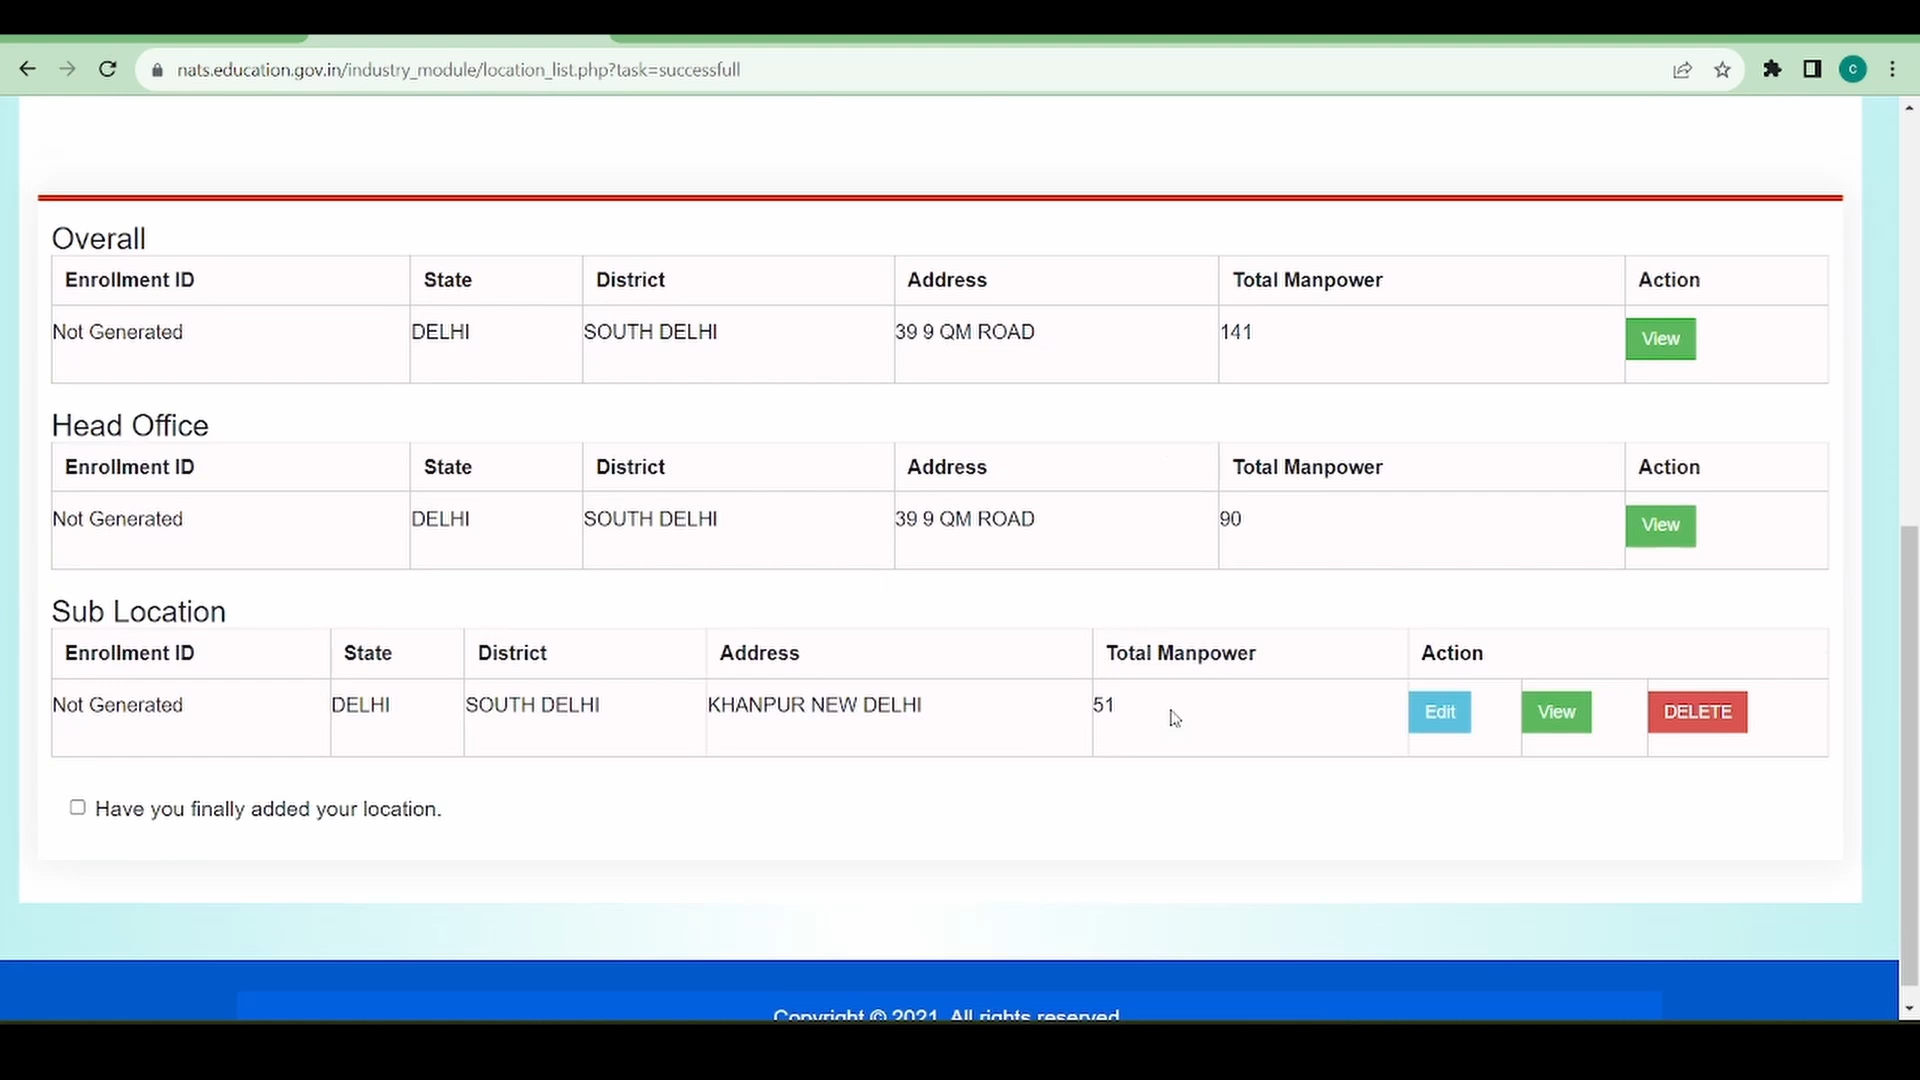 nats.education.gov.in/industry_module/location_list.php?task=successfull
C
Overall
Enrollment ID State District Address Total Manpower Action
Not Generated DELHI SOUTH DELHI 39 9 QM ROAD 141 View
Head Office
Enrollment ID State District Address Total Manpower Action
Not Generated DELHI SOUTH DELHI 39 9 QM ROAD 90 View
Sub Location
Enrollment ID State District Address Total Manpower Action
Not Generated DELHI SOUTH DELHI KHANPUR NEW DELHI 51 Edit View DELETE
Have you finally added your location.
Copyright © 2021. All rights reserved